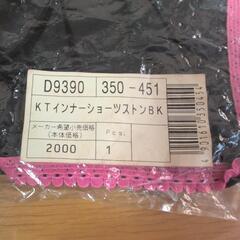 D9390 350-451
KTインナーショーツストンBK
メーカー希望小売価格
(本体価格)
Pcs.
2000 1
4901610350454